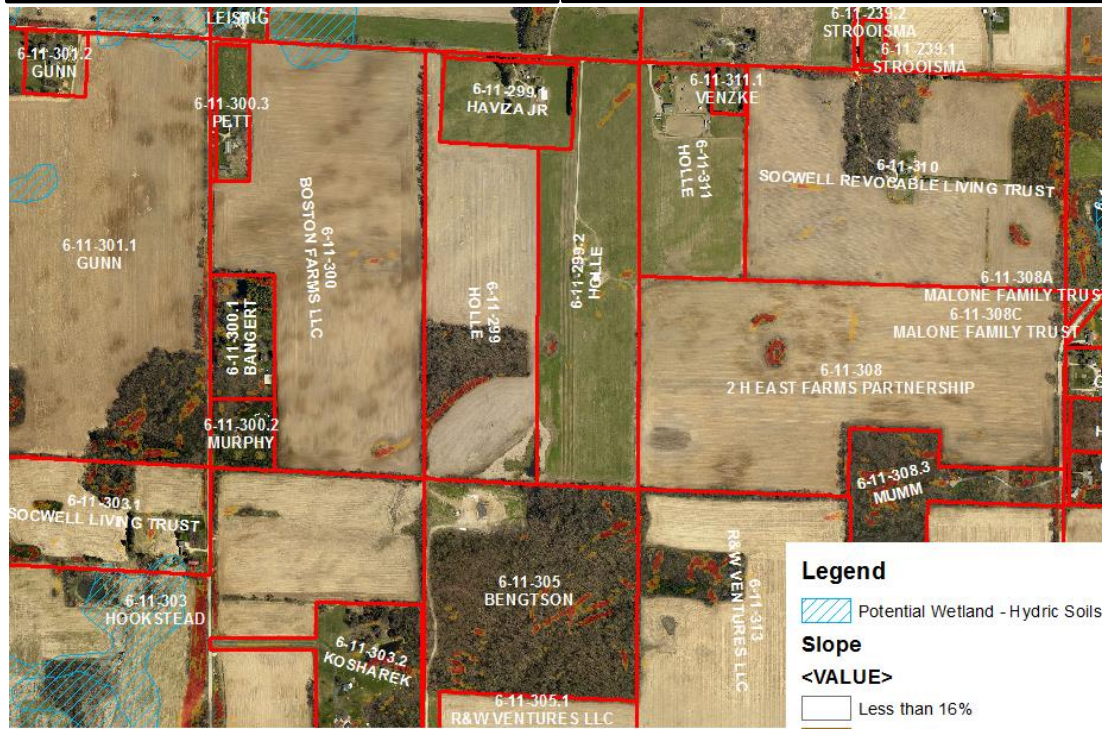 LEISING
6-11-239.2
STROOISMA
6-11-239.1
STROOISMA
6-11-301.2
GUNN
6-11-300.3
PETT
6-11-299.1
HAVIZA JR
6-11-311.1
VENZKE
6-11-311
HOLLE
6-11-310
SOCWELL REVOCABLE LIVING TRUST
6-11-301.1
GUNN
6-11-300
BOSTON FARMS LLC
6-11-299.2
HOLLE
6-11-299
HOLLE
6-11-308A
MALONE FAMILY TRUS
6-11-308C
MALONE FAMILY TRUST
6-11-300.1
BANGERT
6-11-308
2 H EAST FARMS PARTNERSHIP
6-11-300.2
MURPHY
6-11-308.3
MUMM
6-11-303.1
SOCWELL LIVING TRUST
6-11-305
BENGTSON
6-11-313
R&W VENTURES LLC
6-11-303
HOOKSTEAD
6-11-303.2
KOSHAREK
6-11-305.1
R&W VENTURES LLC
Legend
Potential Wetland - Hydric Soils
Slope
<VALUE>
Less than 16%